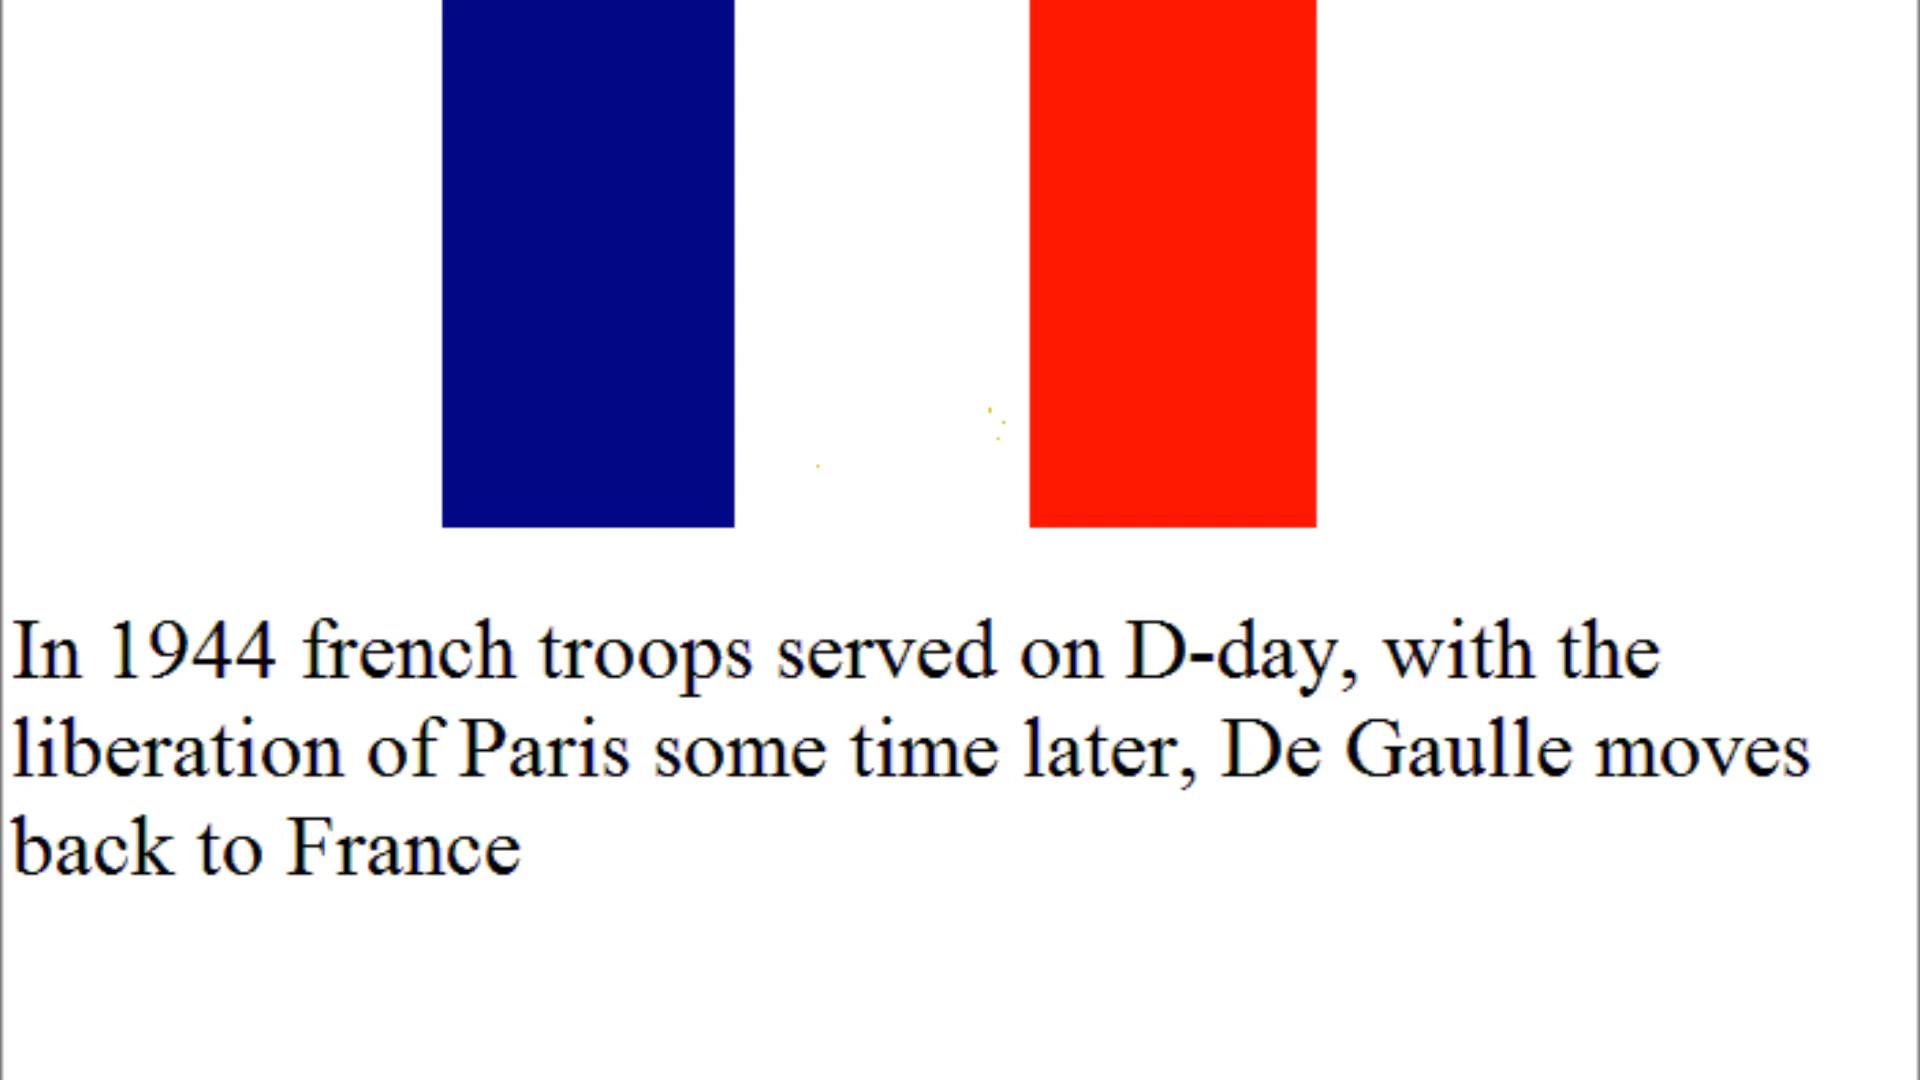 In 1944 french troops served on D-day, with the
liberation of Paris some time later, De Gaulle moves
back to France